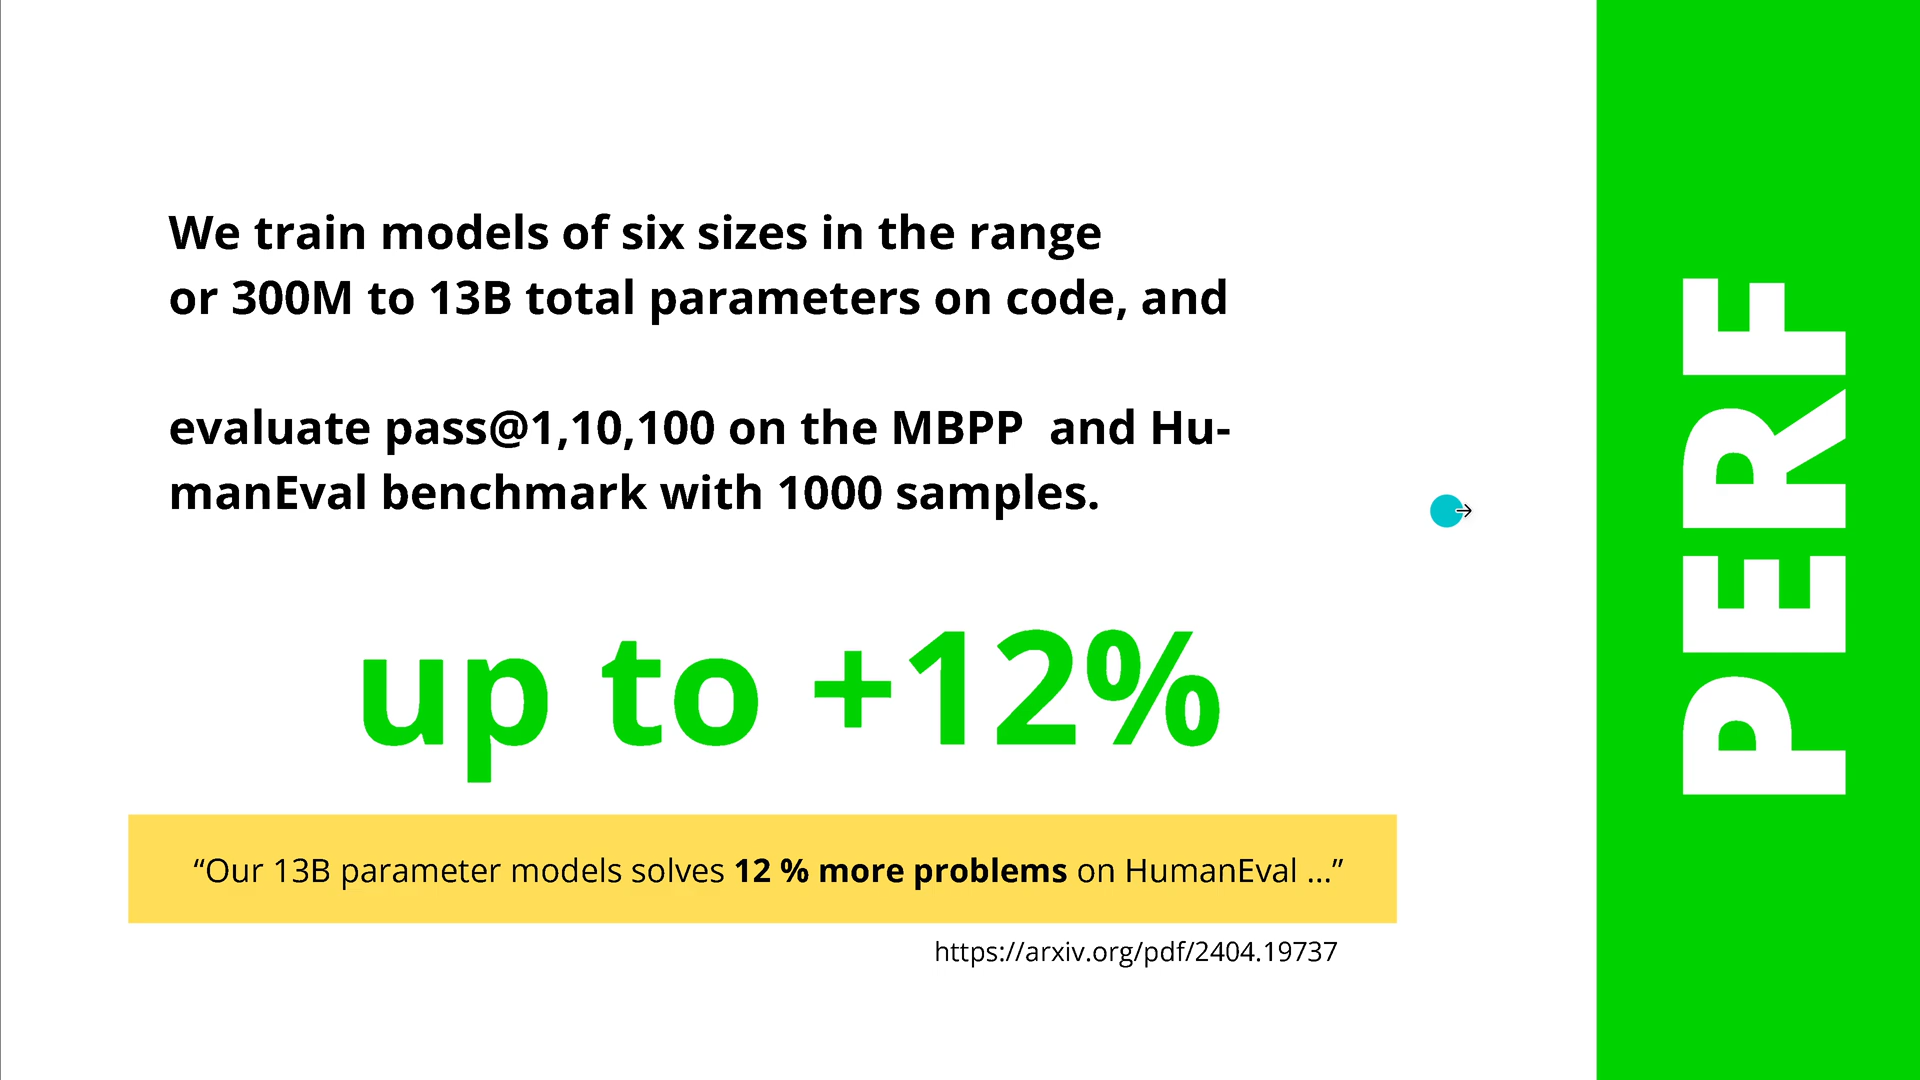 We train models of six sizes in the range
or 300M to 13B total parameters on code, and
evaluate pass@1,10,100 on the MBPP  and Hu-
manEval benchmark with 1000 samples.
up to +12%
“Our 13B parameter models solves 12 % more problems on HumanEval ...”
https://arxiv.org/pdf/2404.19737
PERF